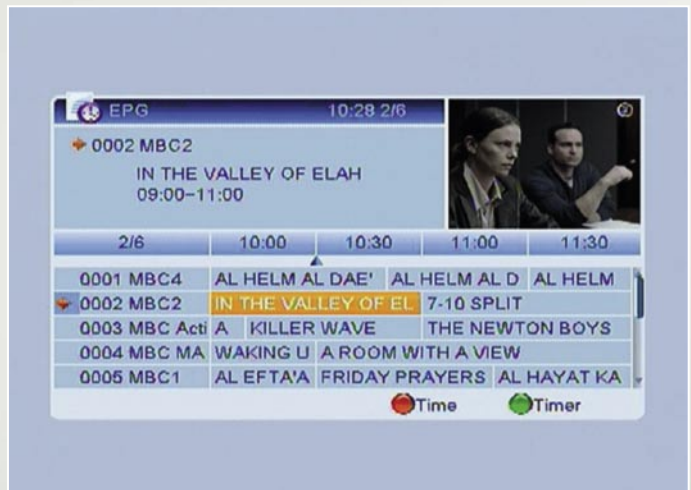 EPG 10:28 2/6
0002 MBC2
IN THE VALLEY OF ELAH
09:00-11:00
2/6 10:00 10:30 11:00 11:30
0001 MBC4 AL HELM AL DAE' AL HELM AL D AL HELM
0002 MBC2 IN THE VALLEY OF EL 7-10 SPLIT
0003 MBC Acti A KILLER WAVE THE NEWTON BOYS
0004 MBC MA WAKING U A ROOM WITH A VIEW
0005 MBC1 AL EFTA'A FRIDAY PRAYERS AL HAYAT KA
Time Timer